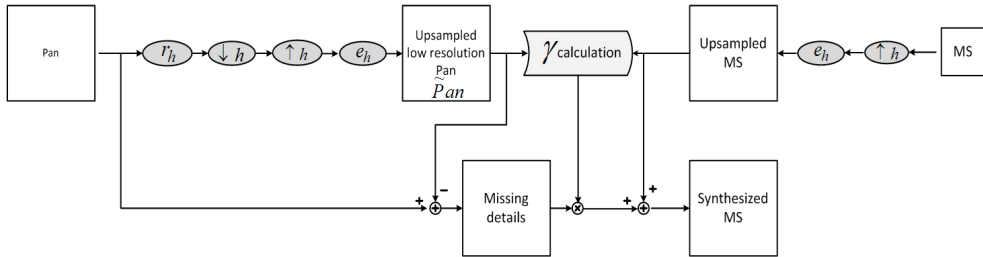 Pan
r_h
↓ h
↑ h
e_h
Upsampled
low resolution
Pan
P̃an
γ calculation
Upsampled
MS
e_h
↑ h
MS
+
−
+
Missing
details
×
+
+
+
Synthesized
MS